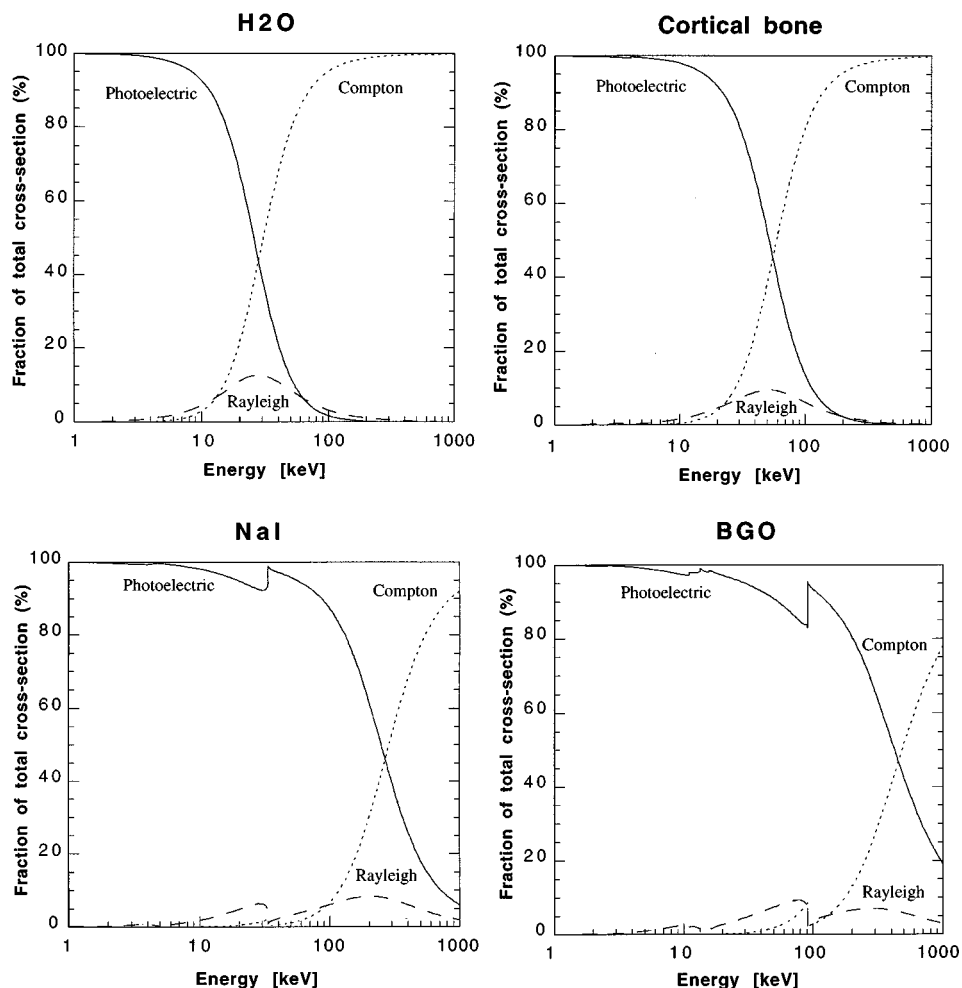 H2O
Fraction of total cross-section (%)
100
80
60
40
20
0
Photoelectric
Compton
Rayleigh
1
10
100
1000
Energy [keV]
Cortical bone
Fraction of total cross-section (%)
100
80
60
40
20
0
Photoelectric
Compton
Rayleigh
1
10
100
1000
Energy [keV]
NaI
Fraction of total cross-section (%)
100
80
60
40
20
0
Photoelectric
Compton
Rayleigh
1
10
100
1000
Energy [keV]
BGO
Fraction of total cross-section (%)
100
80
60
40
20
0
Photoelectric
Compton
Rayleigh
1
10
100
1000
Energy [keV]